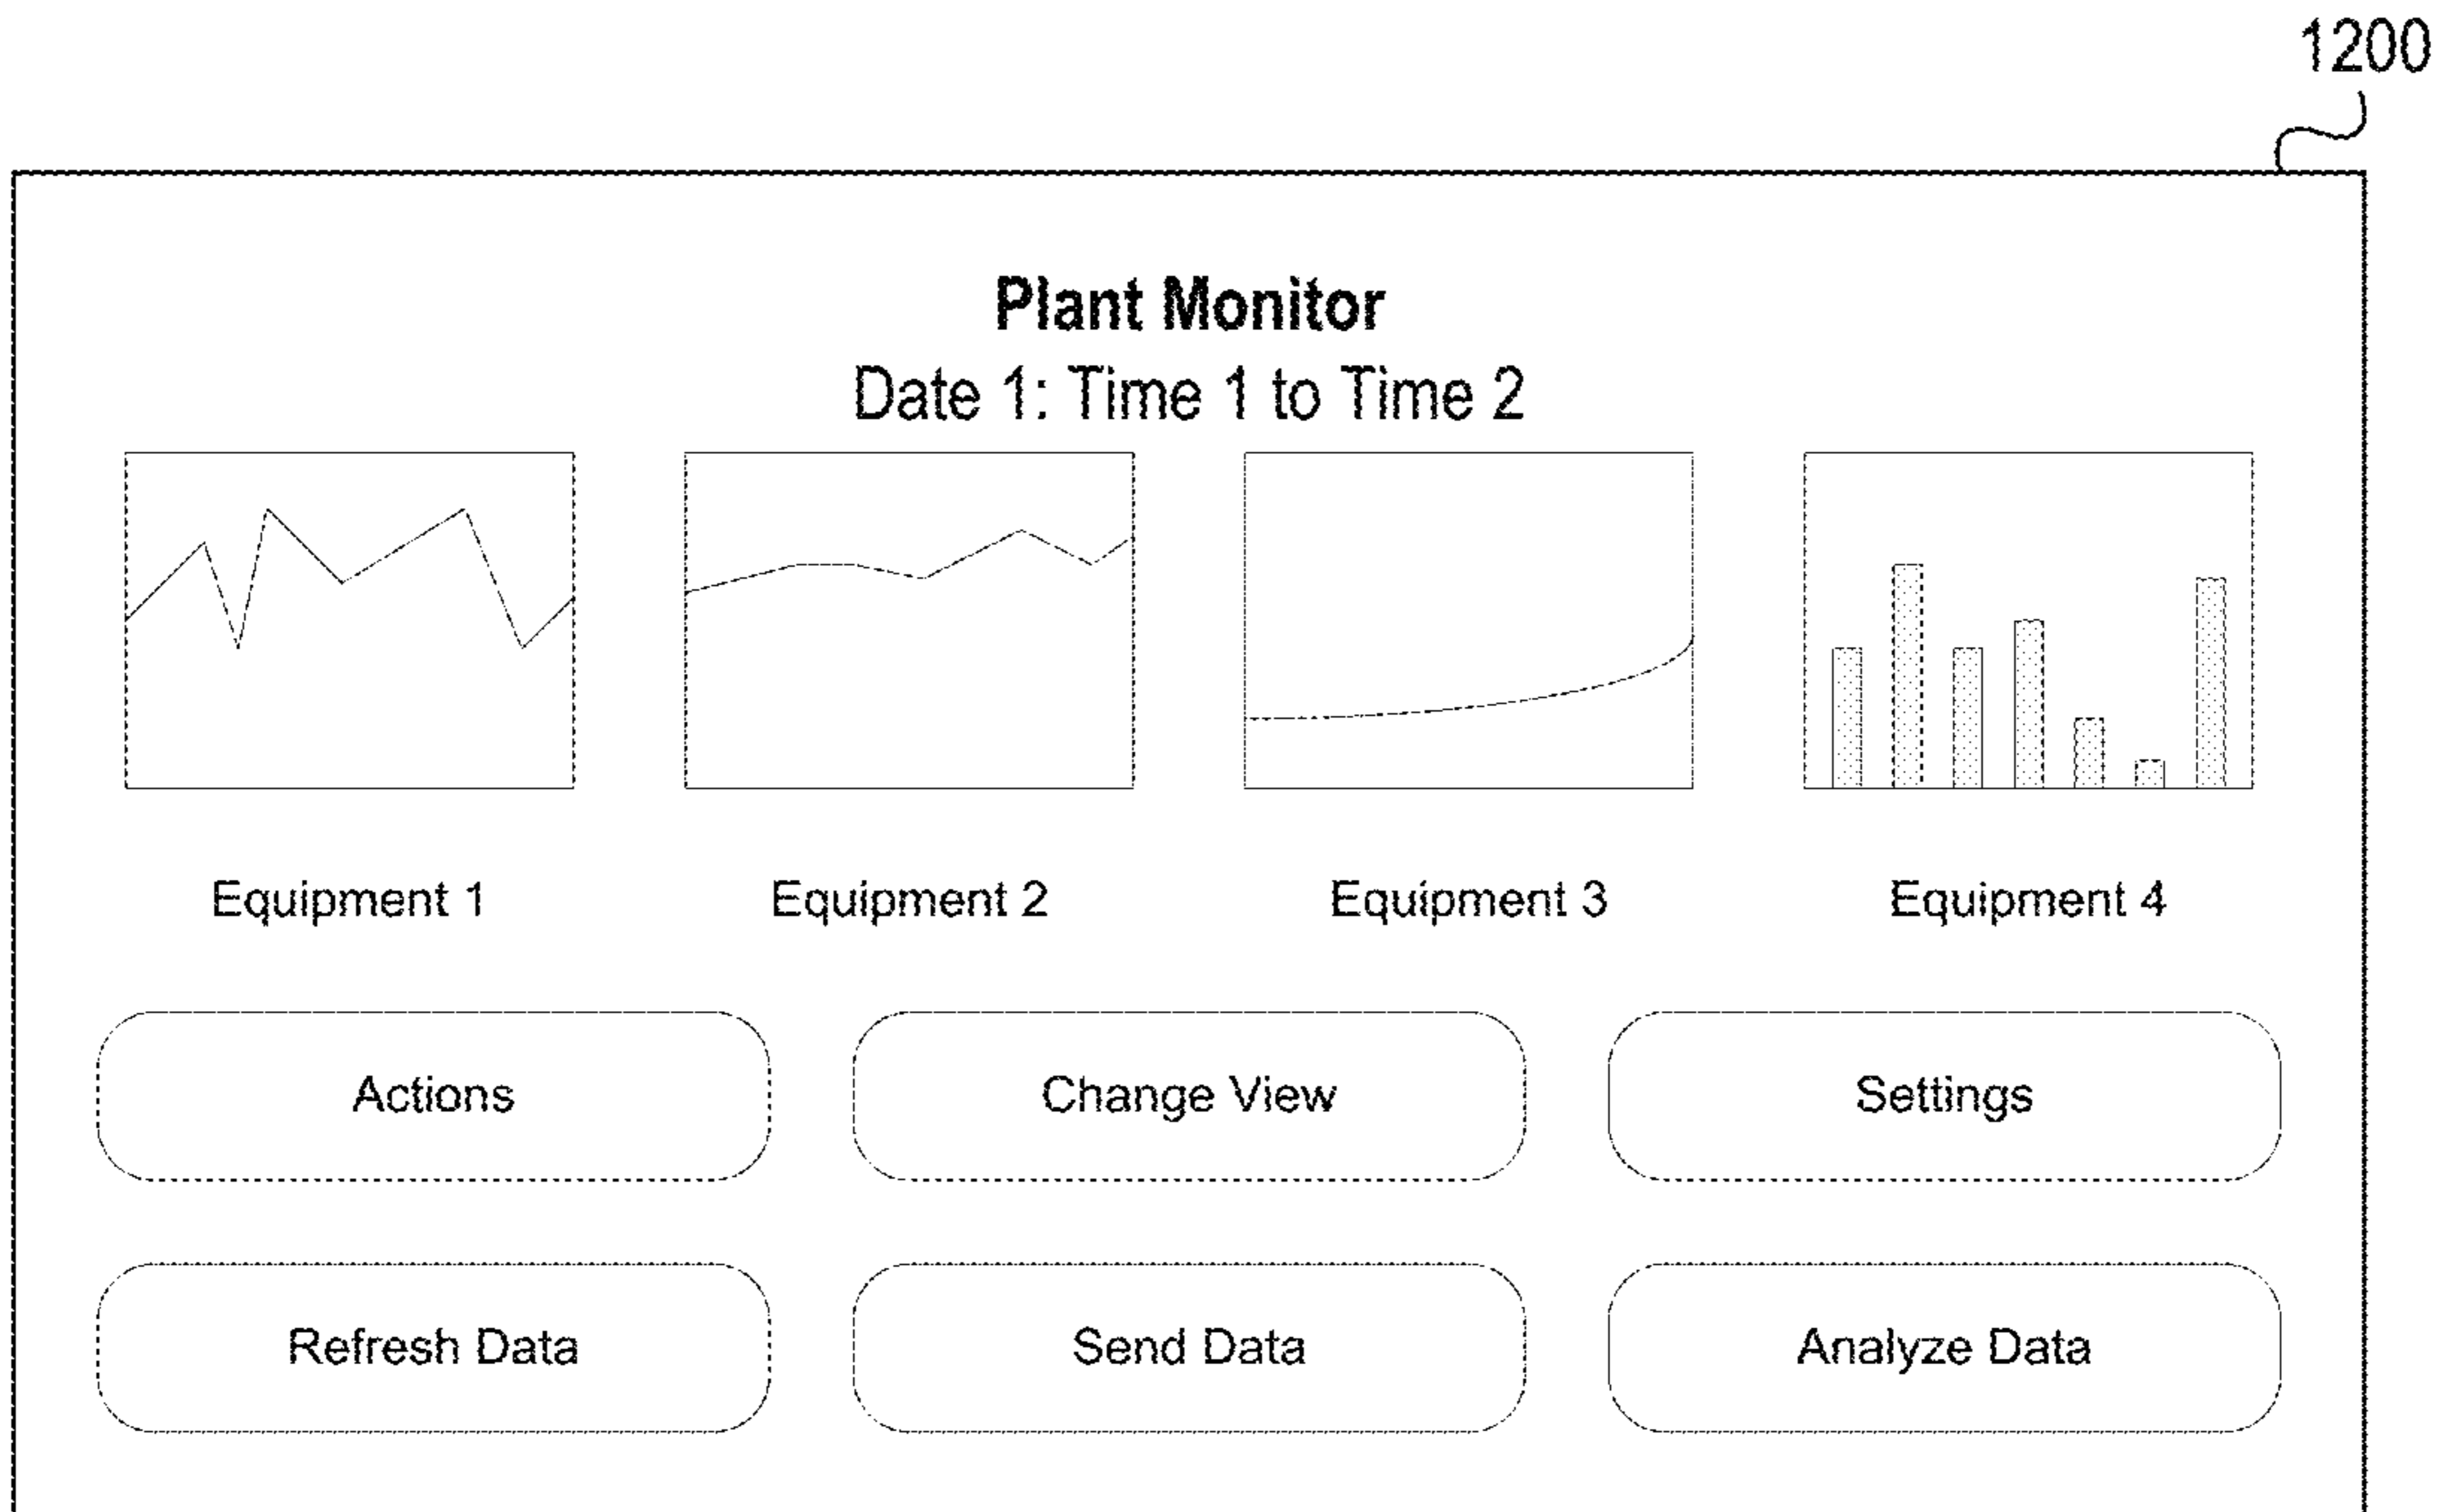 1200
Plant Monitor
Date 1: Time 1 to Time 2
Equipment 1 Equipment 2 Equipment 3 Equipment 4
Actions Change View Settings
Refresh Data Send Data Analyze Data